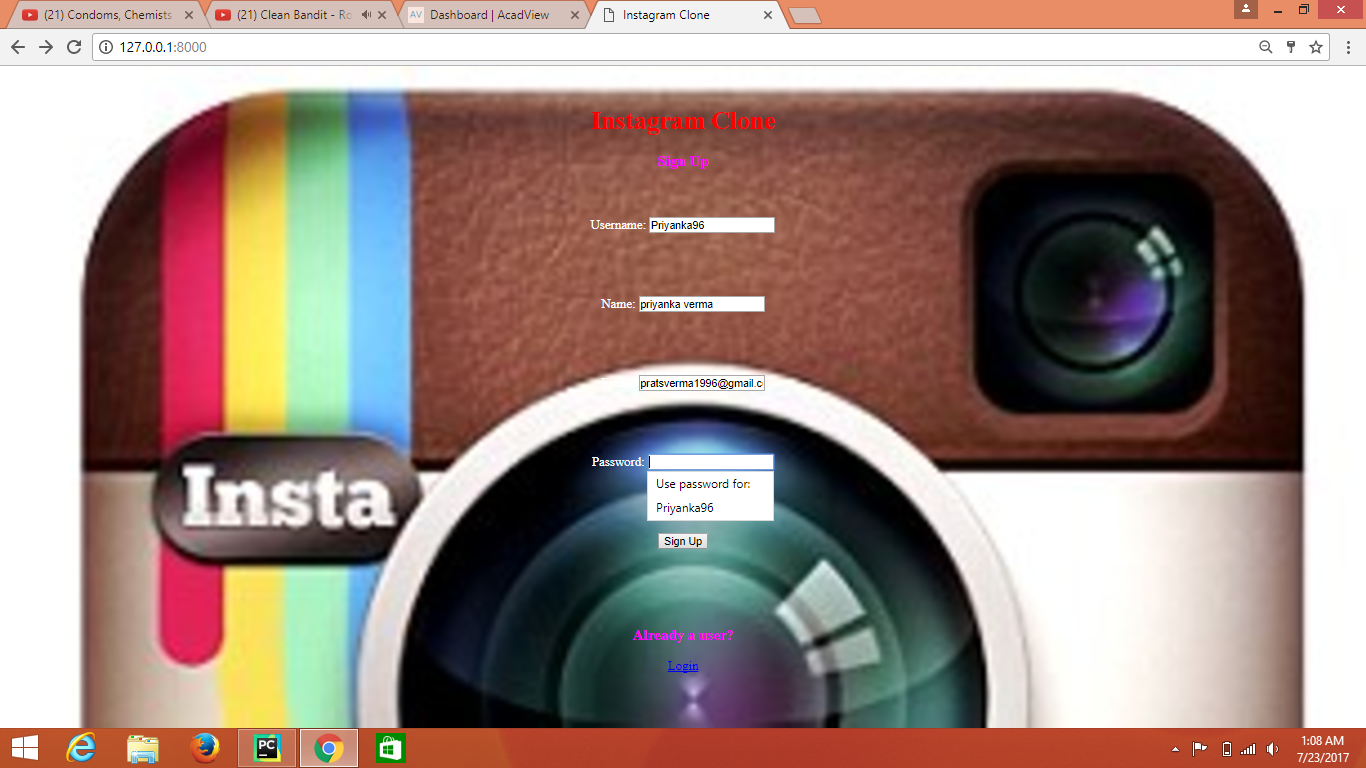 (21) Condoms, Chemists
(21) Clean Bandit - Ro
AV Dashboard | AcadView
Instagram Clone
127.0.0.1:8000
Instagram Clone
Sign Up
Username: Priyanka96
Name: priyanka verma
pratsverma1996@gmail.c
Password:
Use password for:
Priyanka96
Insta
Sign Up
Already a user?
Login
PC
1:08 AM
7/23/2017